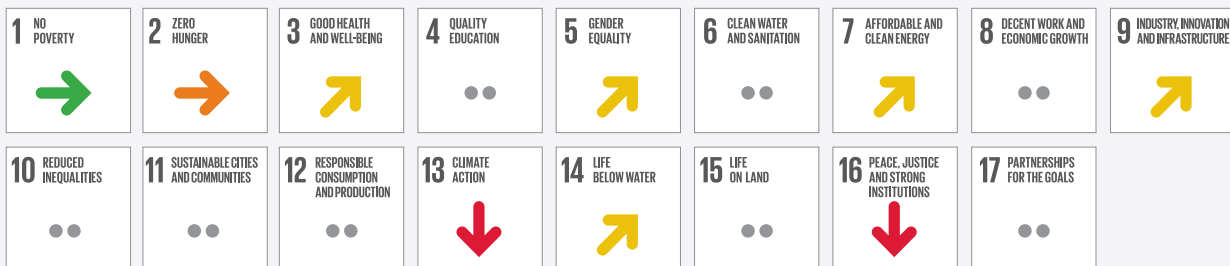 1 NO
POVERTY
2 ZERO
HUNGER
3 GOOD HEALTH
AND WELL-BEING
4 QUALITY
EDUCATION
5 GENDER
EQUALITY
6 CLEAN WATER
AND SANITATION
7 AFFORDABLE AND
CLEAN ENERGY
8 DECENT WORK AND
ECONOMIC GROWTH
9 INDUSTRY, INNOVATION
AND INFRASTRUCTURE
10 REDUCED
INEQUALITIES
11 SUSTAINABLE CITIES
AND COMMUNITIES
12 RESPONSIBLE
CONSUMPTION
AND PRODUCTION
13 CLIMATE
ACTION
14 LIFE
BELOW WATER
15 LIFE
ON LAND
16 PEACE, JUSTICE
AND STRONG
INSTITUTIONS
17 PARTNERSHIPS
FOR THE GOALS